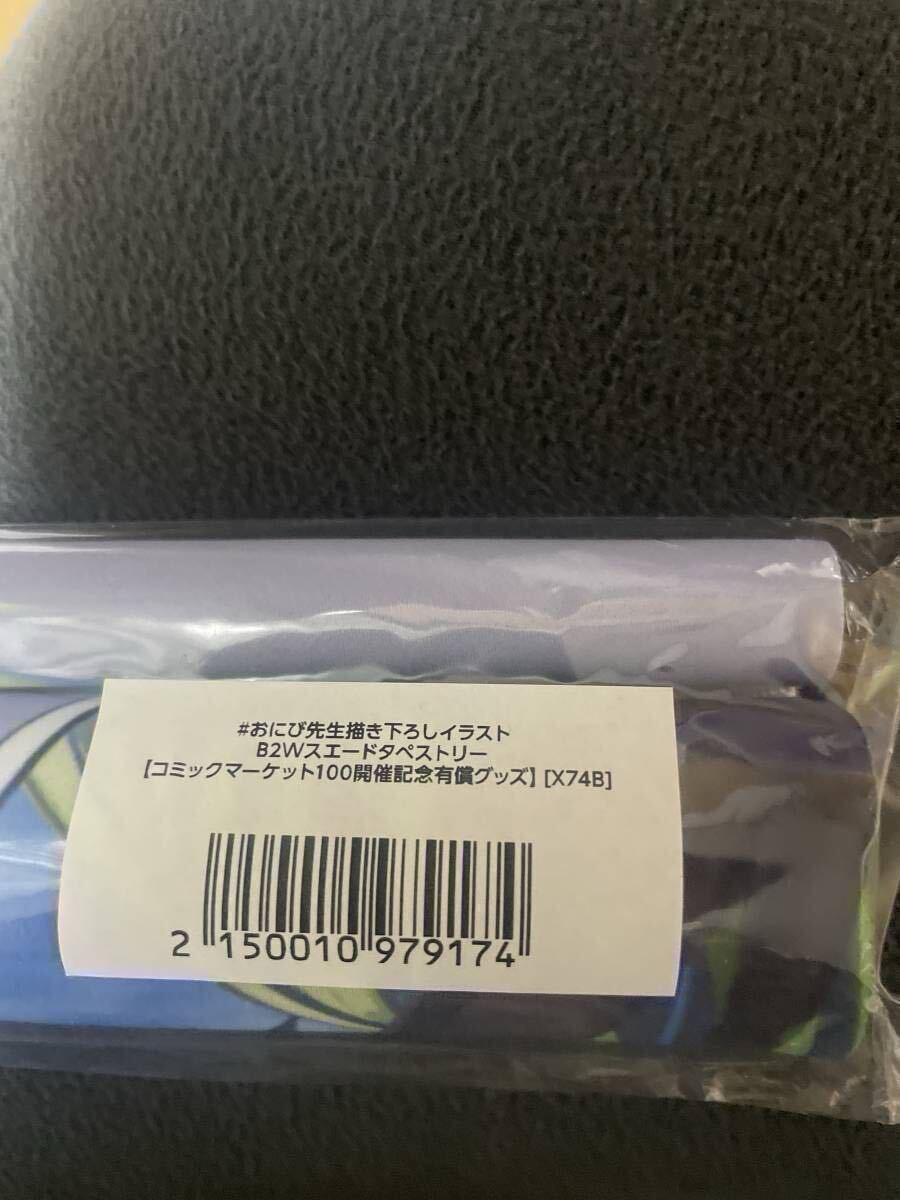 #おにび先生描き下ろしイラスト
B2Wスエードタペストリー
【コミックマーケット100開催記念有償グッズ】 [X74B]
2 150010 979174